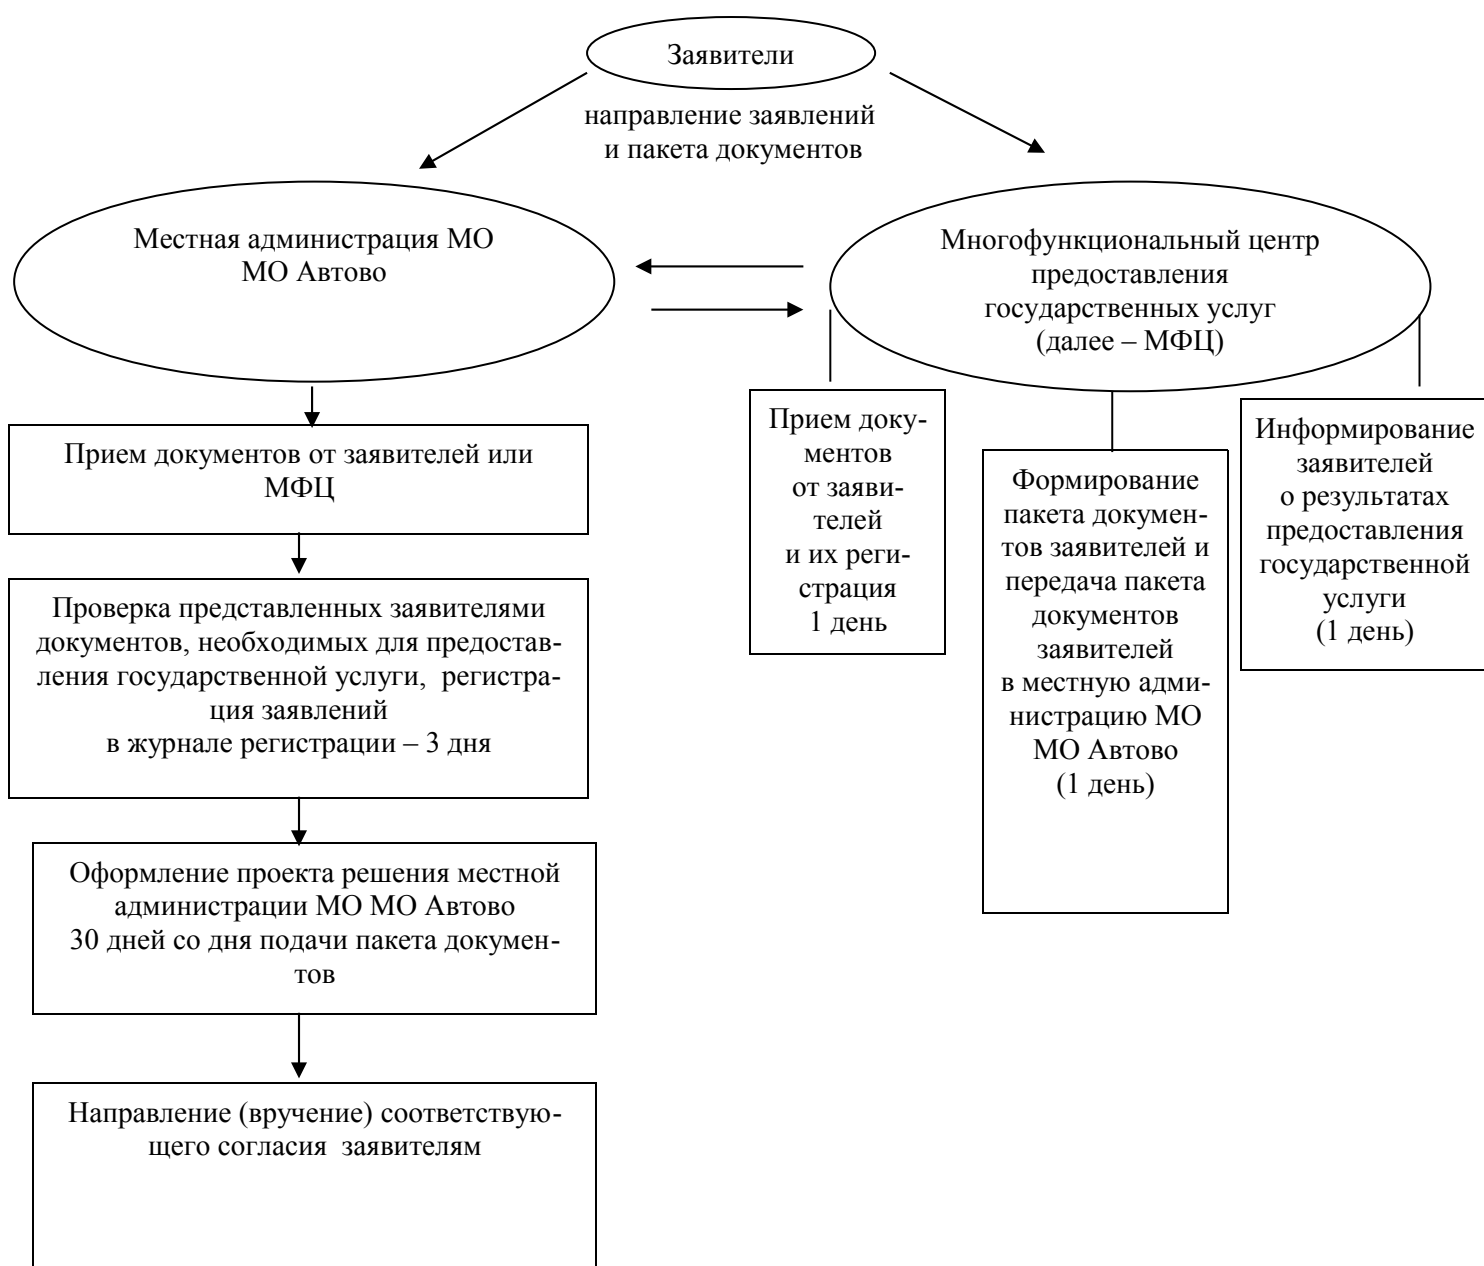 Заявители
направление заявлений
и пакета документов
Местная администрация МО
МО Автово
Многофункциональный центр
предоставления
государственных услуг
(далее – МФЦ)
Прием документов от заявителей или
МФЦ
Проверка представленных заявителями
документов, необходимых для предостав-
ления государственной услуги, регистра-
ция заявлений
в журнале регистрации – 3 дня
Оформление проекта решения местной
администрации МО МО Автово
30 дней со дня подачи пакета докумен-
тов
Направление (вручение) соответствую-
щего согласия заявителям
Прием доку-
ментов
от заяви-
телей
и их реги-
страция
1 день
Формирование
пакета докумен-
тов заявителей и
передача пакета
документов
заявителей
в местную адми-
нистрацию МО
МО Автово
(1 день)
Информирование
заявителей
о результатах
предоставления
государственной
услуги
(1 день)